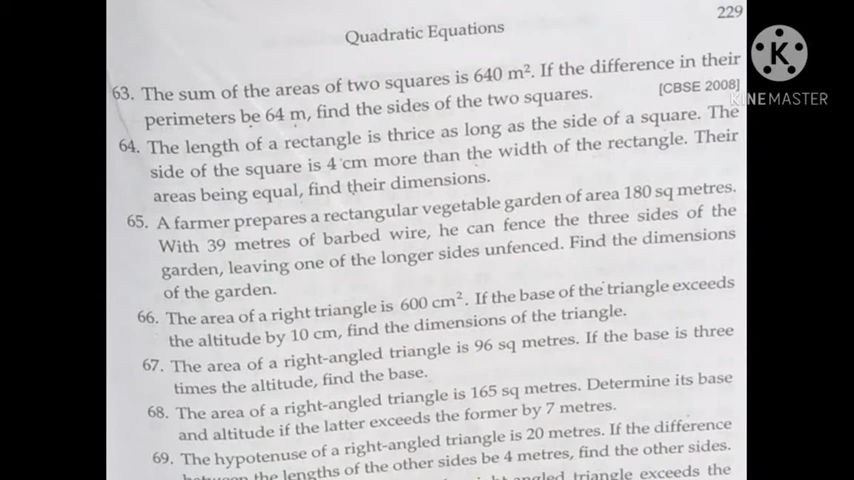 229
Quadratic Equations
K
KINEMASTER
63. The sum of the areas of two squares is 640 m². If the difference in their
perimeters be 64 m, find the sides of the two squares. [CBSE 2008]
64. The length of a rectangle is thrice as long as the side of a square. The
side of the square is 4 cm more than the width of the rectangle. Their
areas being equal, find their dimensions.
65. A farmer prepares a rectangular vegetable garden of area 180 sq metres.
With 39 metres of barbed wire, he can fence the three sides of the
garden, leaving one of the longer sides unfenced. Find the dimensions
of the garden.
66. The area of a right triangle is 600 cm². If the base of the triangle exceeds
the altitude by 10 cm, find the dimensions of the triangle.
67. The area of a right-angled triangle is 96 sq metres. If the base is three
times the altitude, find the base.
68. The area of a right-angled triangle is 165 sq metres. Determine its base
and altitude if the latter exceeds the former by 7 metres.
69. The hypotenuse of a right-angled triangle is 20 metres. If the difference
between the lengths of the other sides be 4 metres, find the other sides.
triangle exceeds the